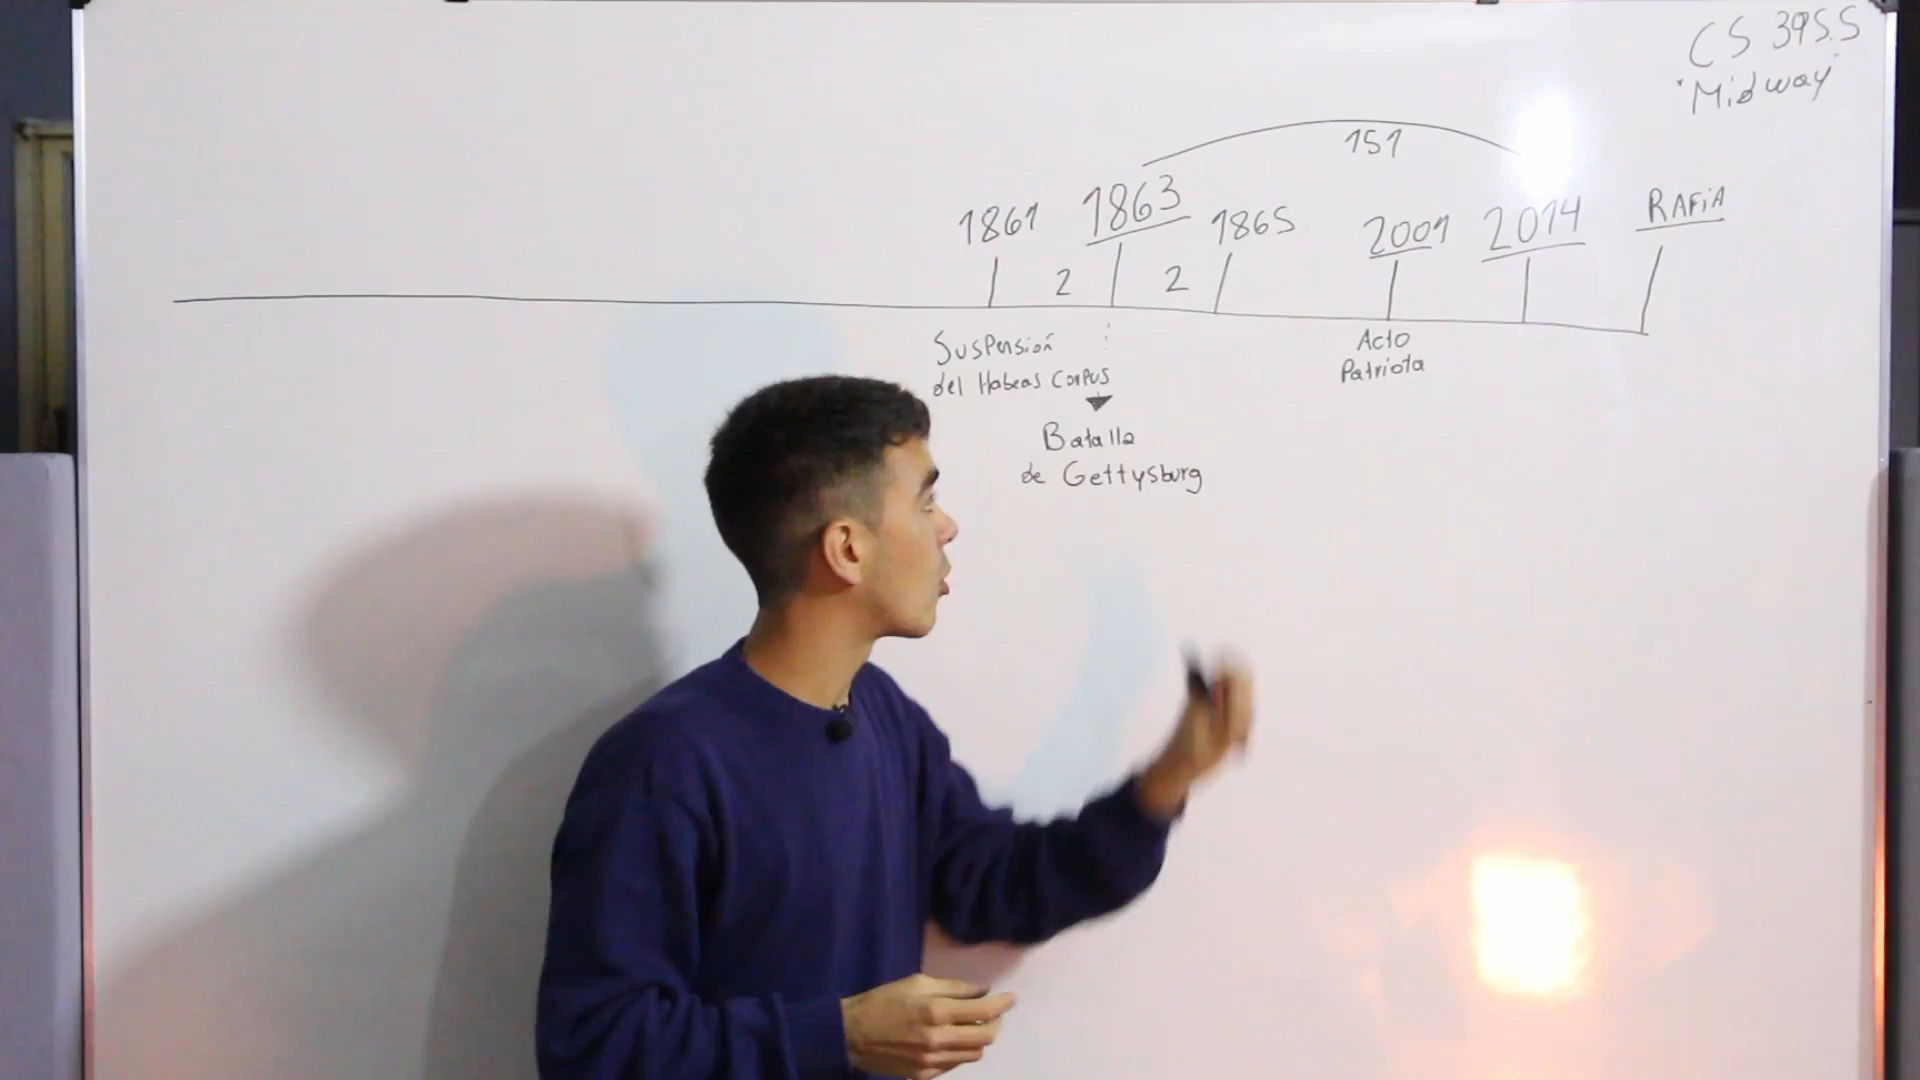 CS 395.5
"Midway"
151
1861 1863 1865 2001 2014 RAFiA
2 2
Suspensión
del Habeas Corpus
Acto
Patriota
Batalla
de Gettysburg